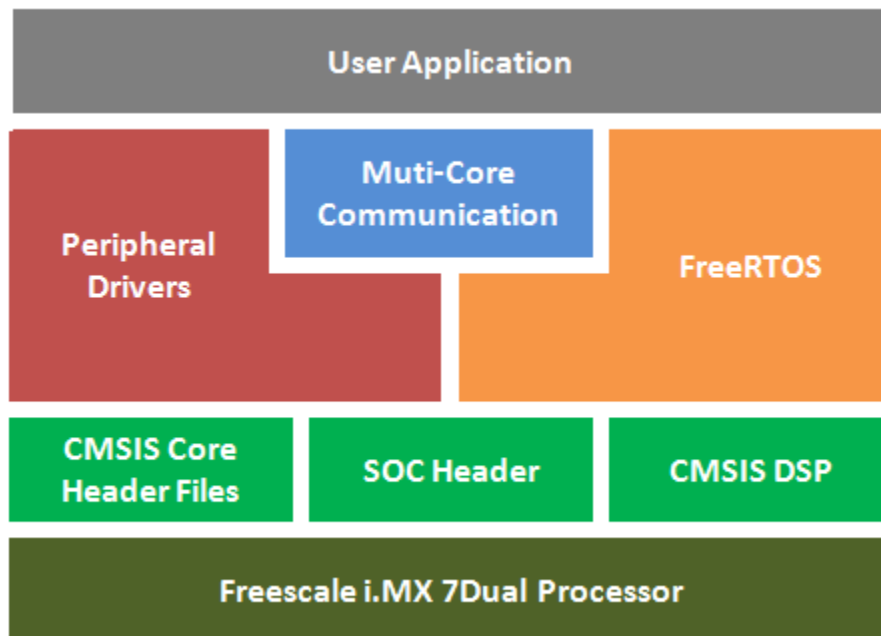 User Application
Muti-Core
Communication
Peripheral
Drivers
FreeRTOS
CMSIS Core
Header Files
SOC Header
CMSIS DSP
Freescale i.MX 7Dual Processor